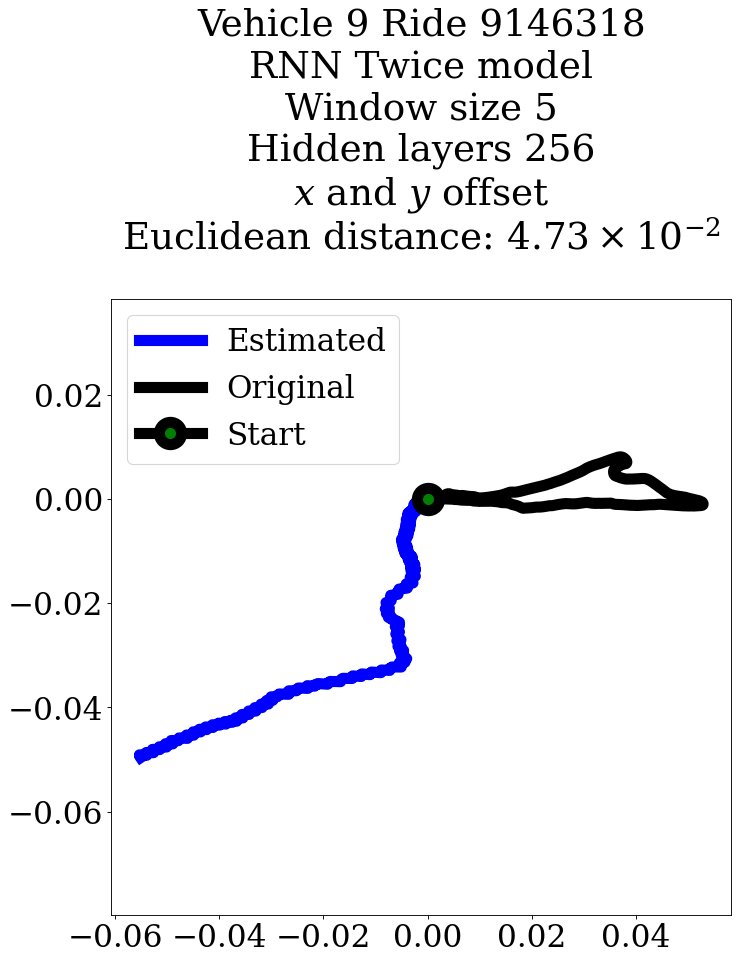 Vehicle 9 Ride 9146318
RNN Twice model
Window size 5
Hidden layers 256
x and y offset
Euclidean distance: 4.73 × 10⁻²
Estimated
Original
Start
0.02
0.00
−0.02
−0.04
−0.06
−0.06 −0.04 −0.02 0.00 0.02 0.04